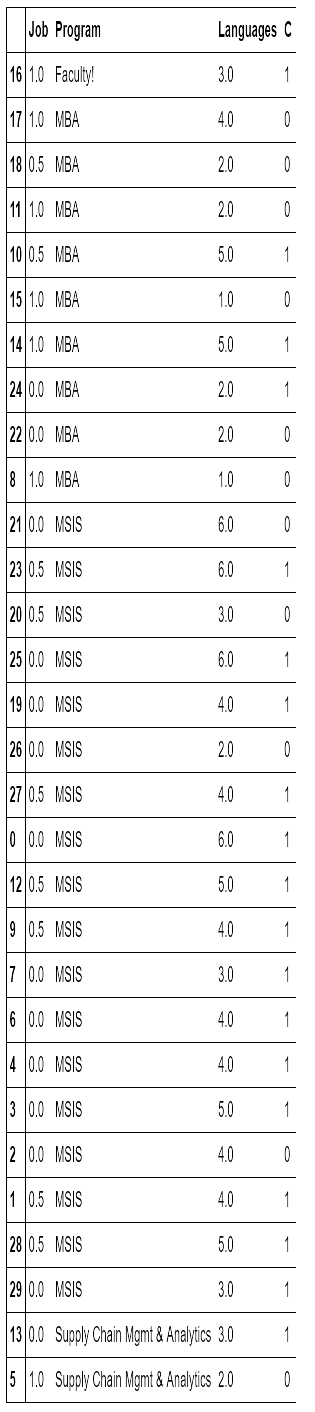 Job Program Languages C
16 1.0 Faculty! 3.0 1
17 1.0 MBA 4.0 0
18 0.5 MBA 2.0 0
11 1.0 MBA 2.0 0
10 0.5 MBA 5.0 1
15 1.0 MBA 1.0 0
14 1.0 MBA 5.0 1
24 0.0 MBA 2.0 1
22 0.0 MBA 2.0 0
8 1.0 MBA 1.0 0
21 0.0 MSIS 6.0 0
23 0.5 MSIS 6.0 1
20 0.5 MSIS 3.0 0
25 0.0 MSIS 6.0 1
19 0.0 MSIS 4.0 1
26 0.0 MSIS 2.0 0
27 0.5 MSIS 4.0 1
0 0.0 MSIS 6.0 1
12 0.5 MSIS 5.0 1
9 0.5 MSIS 4.0 1
7 0.0 MSIS 3.0 1
6 0.0 MSIS 4.0 1
4 0.0 MSIS 4.0 1
3 0.0 MSIS 5.0 1
2 0.0 MSIS 4.0 0
1 0.5 MSIS 4.0 1
28 0.5 MSIS 5.0 1
29 0.0 MSIS 3.0 1
13 0.0 Supply Chain Mgmt & Analytics 3.0 1
5 1.0 Supply Chain Mgmt & Analytics 2.0 0